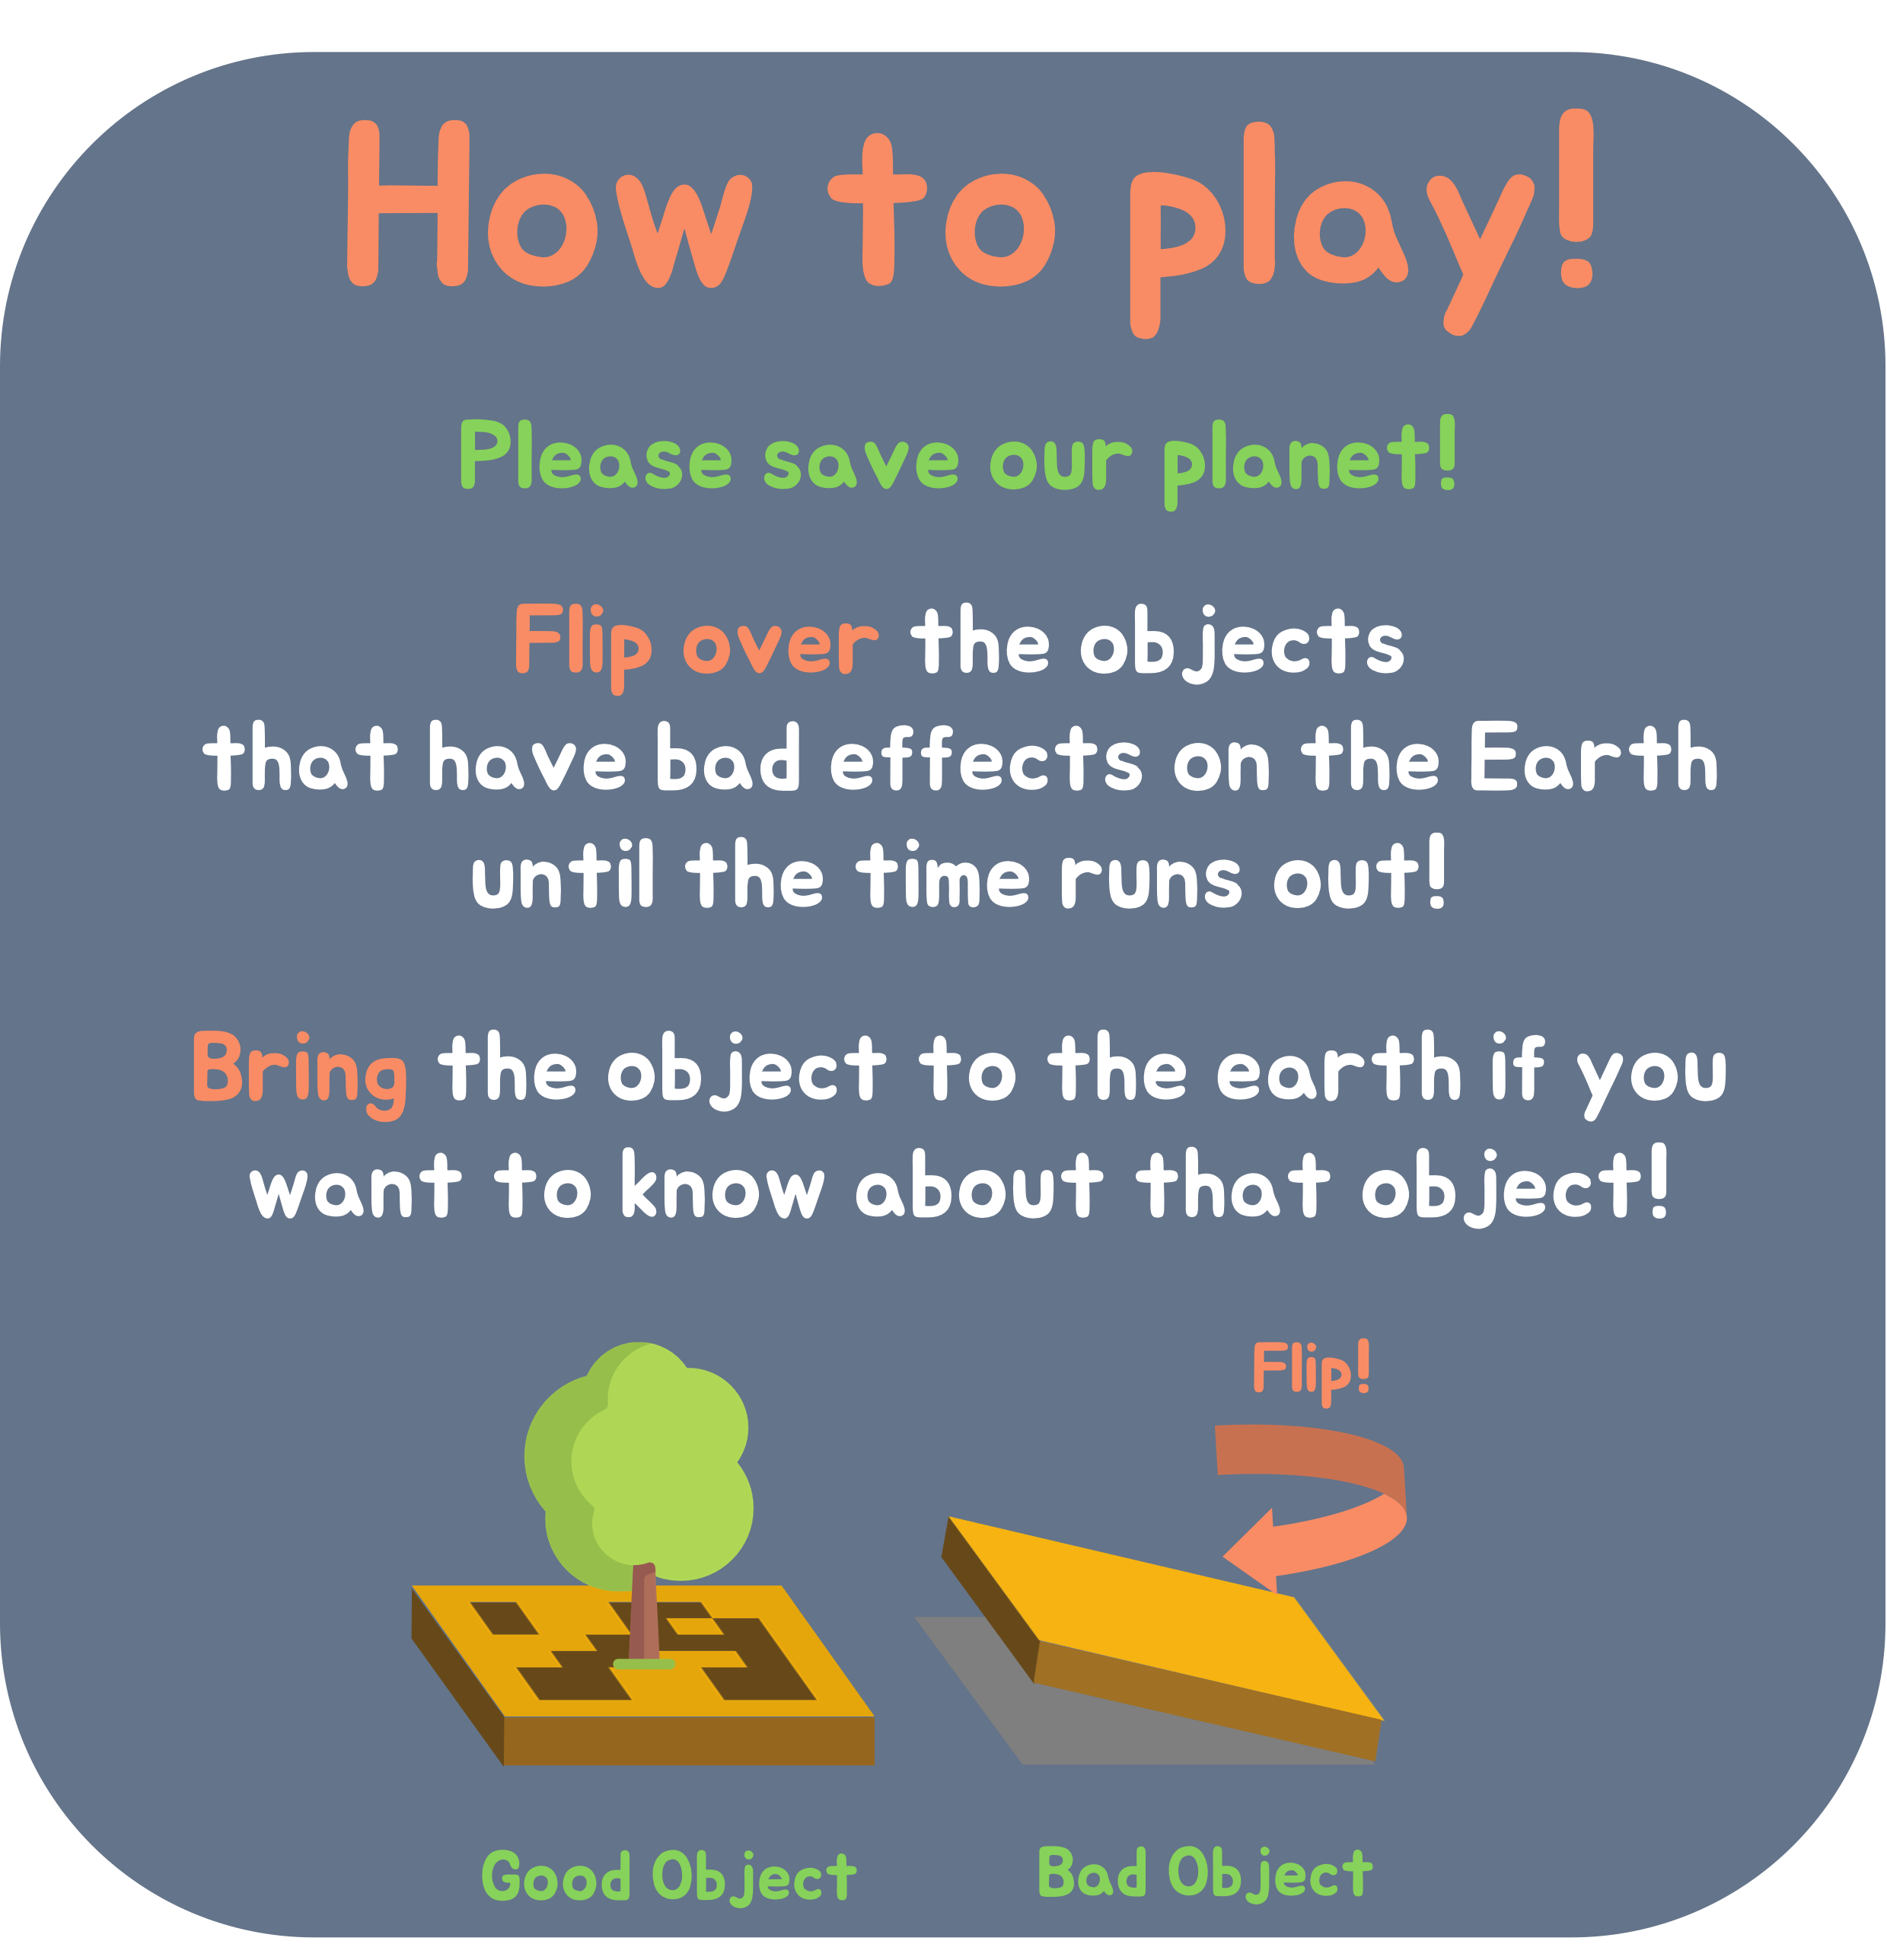 How to play!
Please save our planet!
Flip over the objects
that have bad effects on the Earth
until the time runs out!
Bring the object to the earth if you
want to know about that object!
Flip!
Good Object
Bad Object